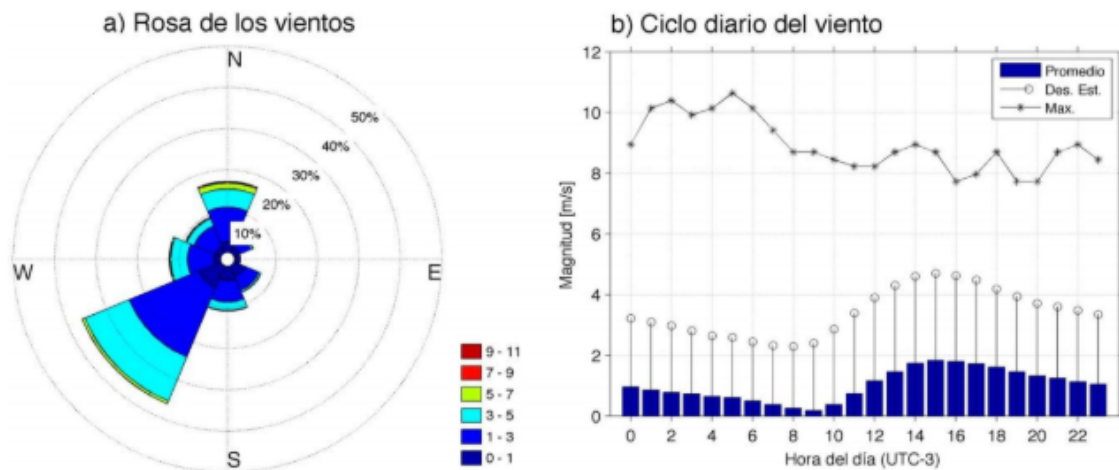 a) Rosa de los vientos
N
50%
40%
30%
20%
10%
W
E
S
9 - 11
7 - 9
5 - 7
3 - 5
1 - 3
0 - 1
b) Ciclo diario del viento
12
10
8
6
4
2
0
Magnitud [m/s]
Promedio
Des. Est.
Max.
0 2 4 6 8 10 12 14 16 18 20 22
Hora del día (UTC-3)